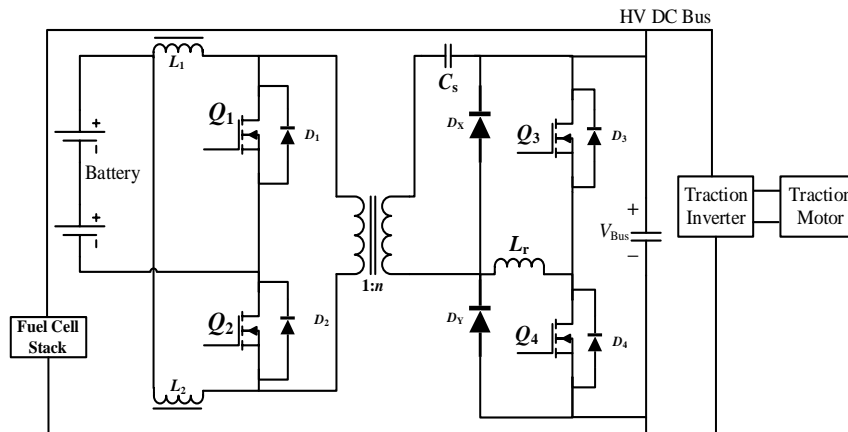 HV DC Bus
L1
Cs
Q1
D1
DX
Q3
D3
+
-
Battery
+
-
Traction
Inverter
Traction
Motor
+
VBus
−
Lr
1:n
Fuel Cell
Stack
Q2
D2
DY
Q4
D4
L2